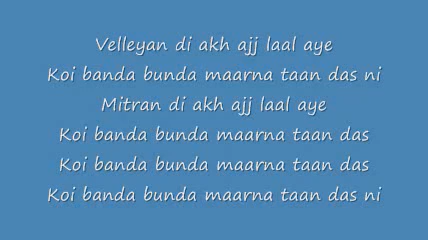 Velleyan di akh ajj laal aye
Koi banda bunda maarna taan das ni
Mitran di akh ajj laal aye
Koi banda bunda maarna taan das
Koi banda bunda maarna taan das
Koi banda bunda maarna taan das ni